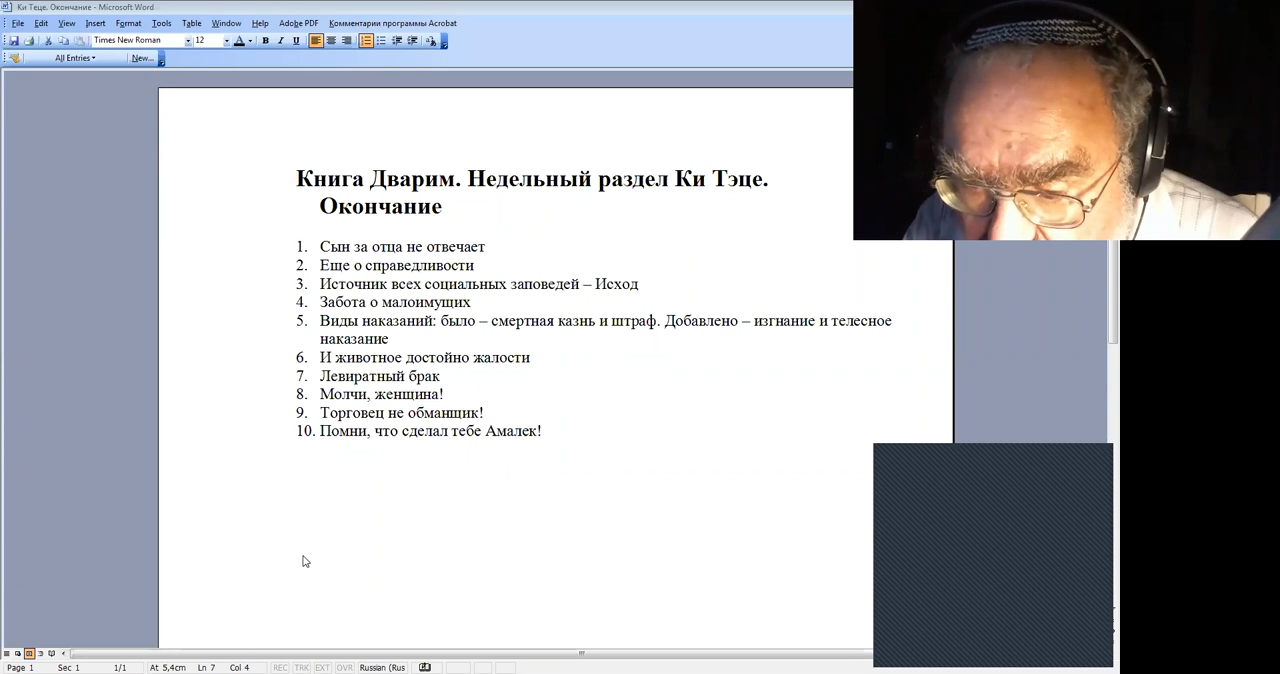 Ки Теце. Окончание - Microsoft Word
File Edit View Insert Format Tools Table Window Help Adobe PDF Комментарии программы Acrobat
Times New Roman 12 A B I U
All Entries New...
Книга Дварим. Недельный раздел Ки Тэце.
Окончание
1. Сын за отца не отвечает
2. Еще о справедливости
3. Источник всех социальных заповедей – Исход
4. Забота о малоимущих
5. Виды наказаний: было – смертная казнь и штраф. Добавлено – изгнание и телесное
наказание
6. И животное достойно жалости
7. Левиратный брак
8. Молчи, женщина!
9. Торговец не обманщик!
10. Помни, что сделал тебе Амалек!
Page 1 Sec 1 1/1 At 5,4cm Ln 7 Col 4 REC TRK EXT OVR Russian (Rus